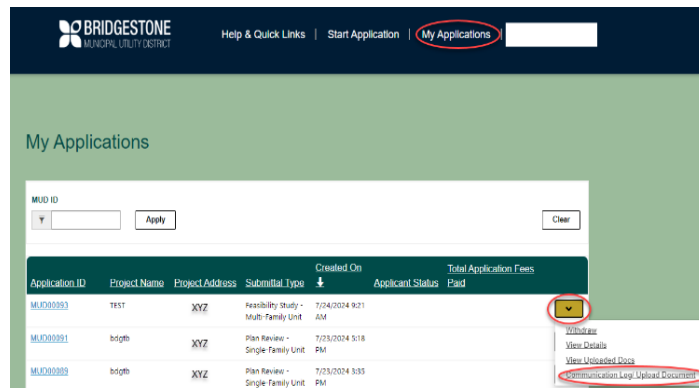 BRIDGESTONE
MUNICIPAL UTILITY DISTRICT
Help & Quick Links | Start Application | My Applications |
My Applications
MUD ID
Apply
Clear
Application ID Project Name Project Address Submittal Type Created On Applicant Status Total Application Fees Paid
MUD00093 TEST XYZ Feasibility Study - Multi-Family Unit 7/24/2024 9:21 AM
Withdraw
View Details
View Uploaded Docs
Communication Log/ Upload Document
MUD00091 bdgfb XYZ Plan Review - Single-Family Unit 7/23/2024 5:18 PM
MUD00089 bdgfb XYZ Plan Review - Single-Family Unit 7/23/2024 3:35 PM